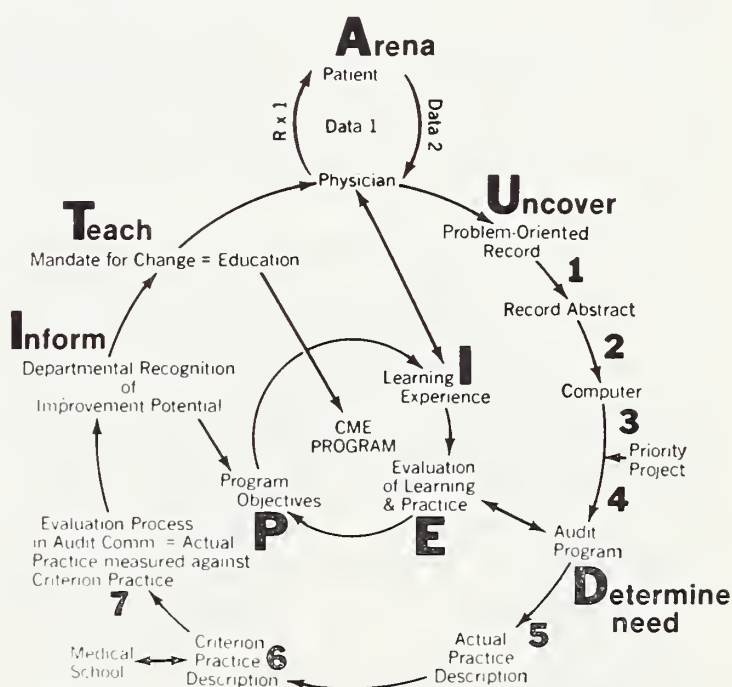 Arena
Patient
R x 1
Data 1
Data 2
Physician
Uncover
Problem-Oriented
Record
1
Record Abstract
2
Computer
3
Priority
Project
4
Audit
Program
Determine
need
5
Actual
Practice
Description
Criterion
Practice 6
Description
Medical
School
7
Evaluation Process
in Audit Comm = Actual
Practice measured against
Criterion Practice
Inform
Departmental Recognition
of
Improvement Potential
Teach
Mandate for Change = Education
CME
PROGRAM
Learning I
Experience
Evaluation
of Learning
& Practice
E
Program
Objectives
P